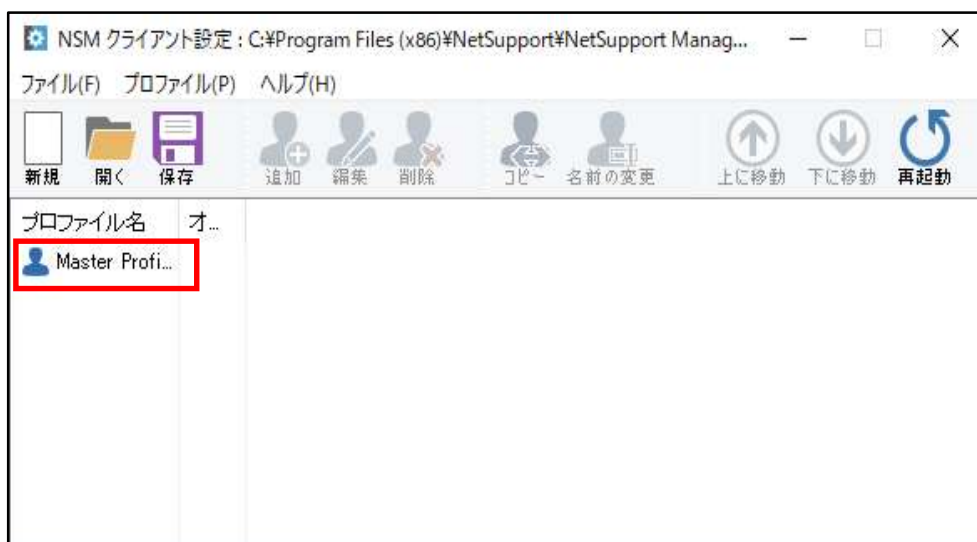 NSM クライアント設定 : C:¥Program Files (x86)¥NetSupport¥NetSupport Manag...
ファイル(F) プロファイル(P) ヘルプ(H)
新規 開く 保存 追加 編集 削除 コピー 名前の変更 上に移動 下に移動 再起動
プロファイル名 オ...
Master Profi...